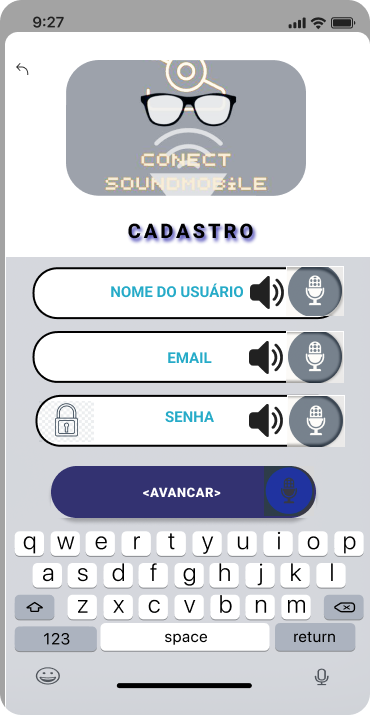 9:27
CONECT
SOUNDMOBiLE
CADASTRO
NOME DO USUÁRIO
EMAIL
SENHA
<AVANCAR>
q w e r t y u i o p
a s d f g h j k l
z x c v b n m
123 space return